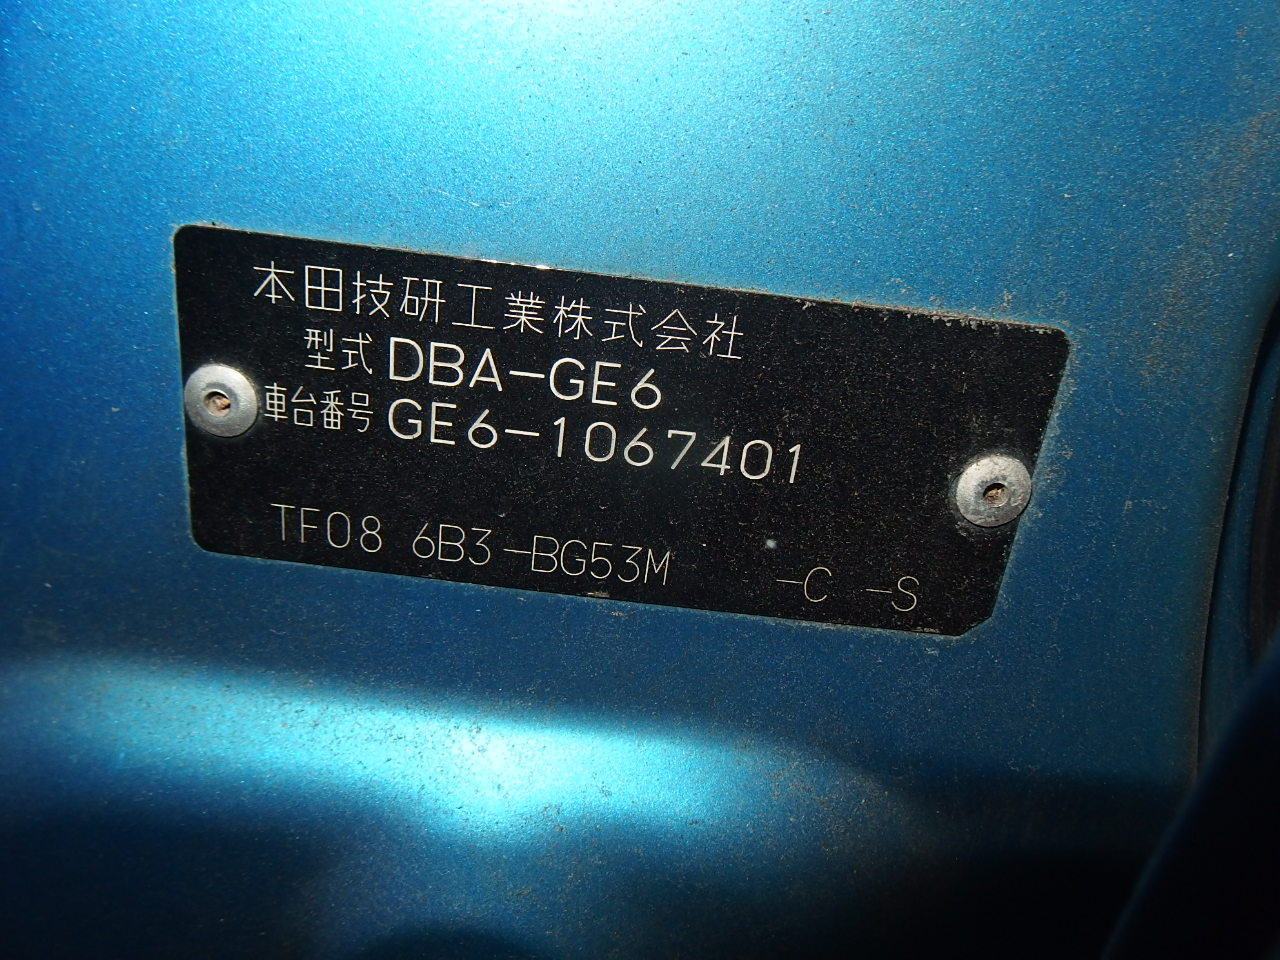 本田技研工業株式会社
型式 DBA-GE6
車台番号 GE6-1067401
TF08 6B3-BG53M -C -S